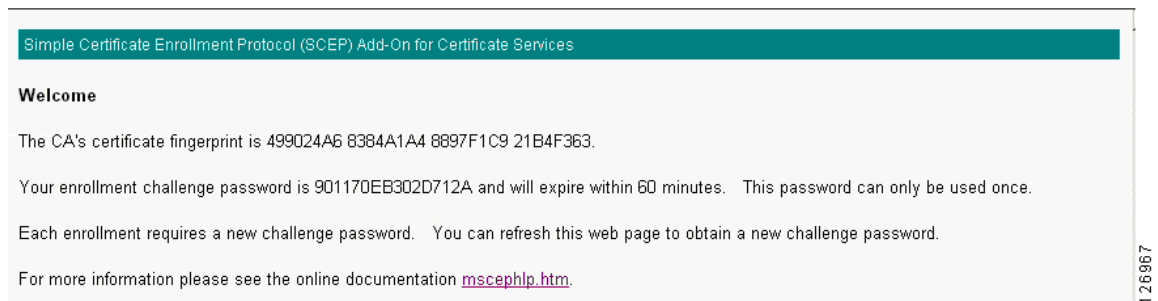 Simple Certificate Enrollment Protocol (SCEP) Add-On for Certificate Services
Welcome
The CA's certificate fingerprint is 499024A6 8384A1A4 8897F1C9 21B4F363.
Your enrollment challenge password is 901170EB302D712A and will expire within 60 minutes. This password can only be used once.
Each enrollment requires a new challenge password. You can refresh this web page to obtain a new challenge password.
For more information please see the online documentation mscephlp.htm.
126967